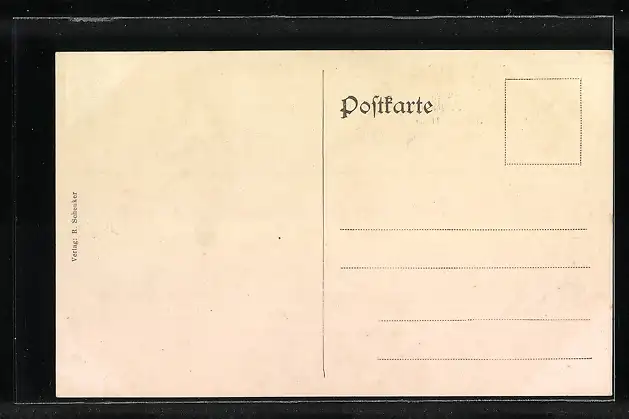 Postkarte
Verlag: R. Schecker